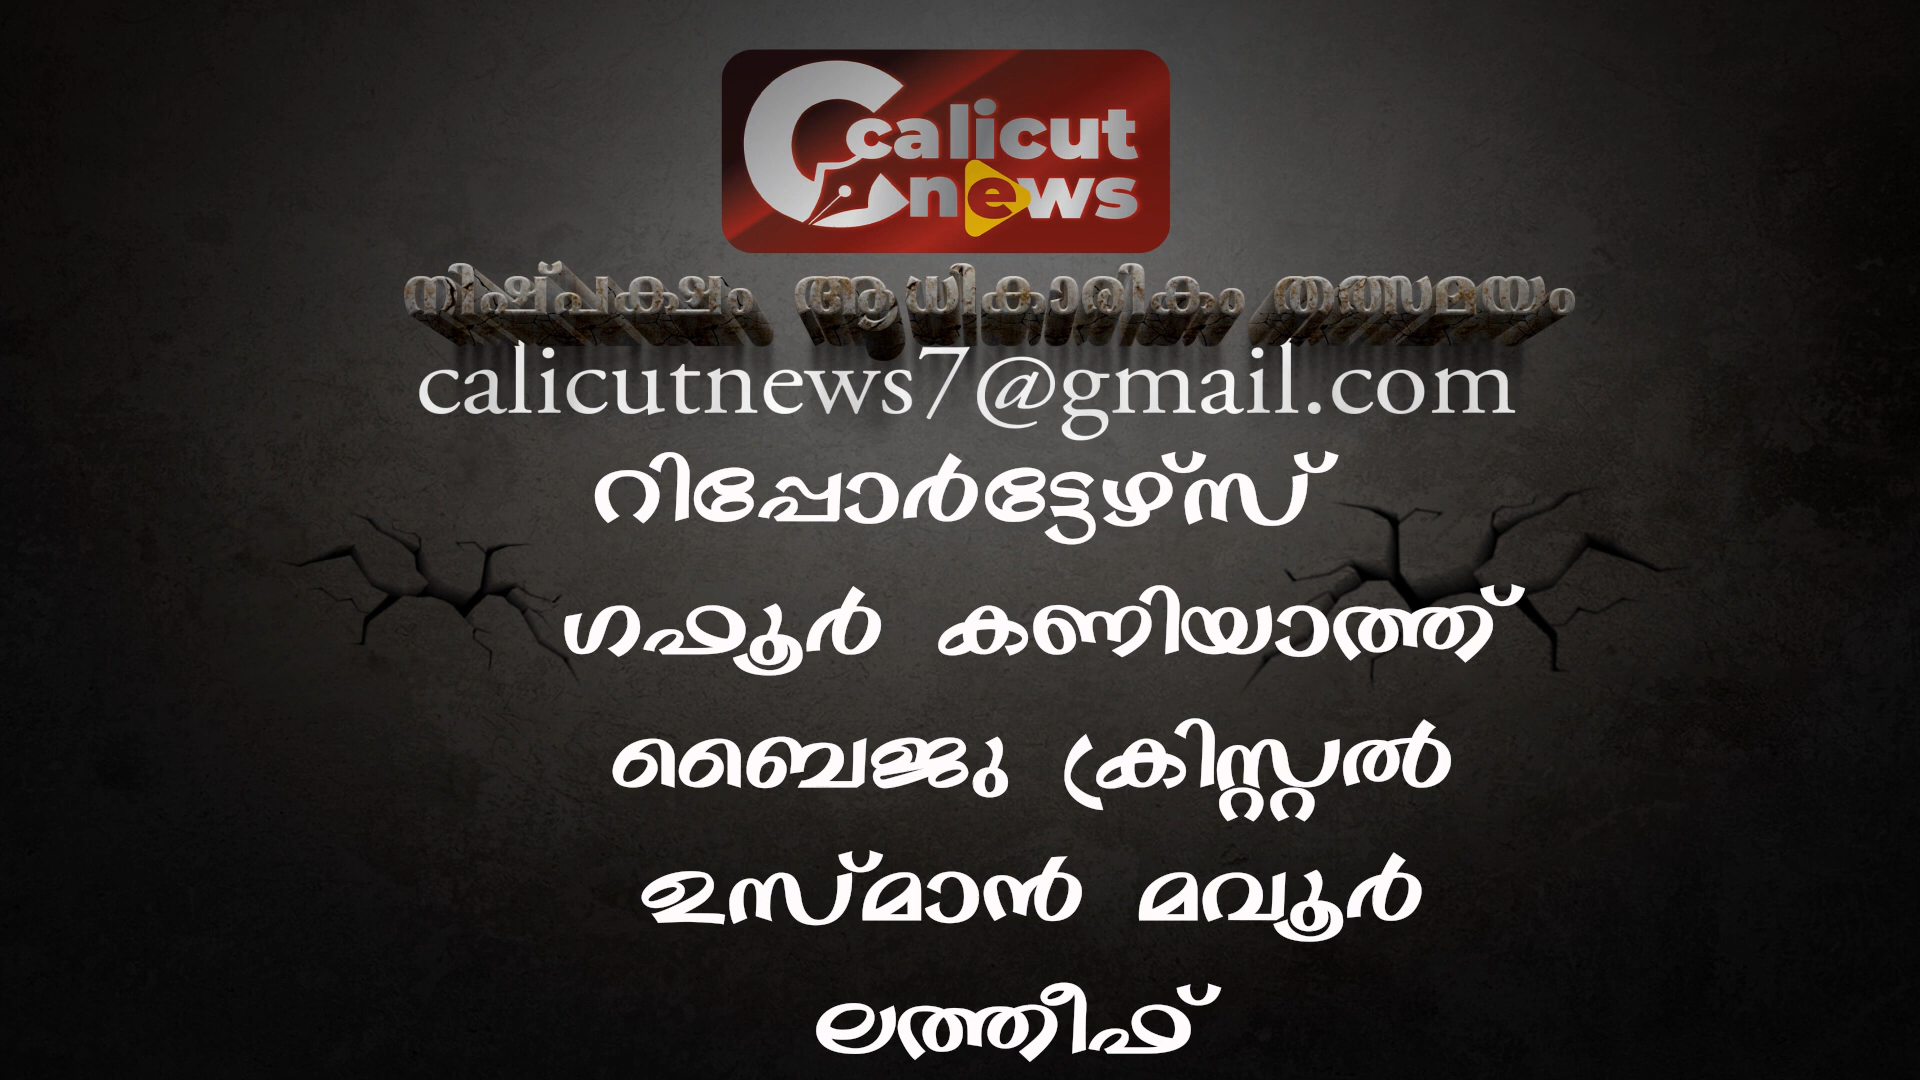 calicut
news
നിഷ്പക്ഷം ആധികാരികം തത്സമയം
calicutnews7@gmail.com
റിപ്പോർട്ടേഴ്സ്
ഗഫൂർ കണിയാത്ത്
ബൈജു ക്രിസ്റ്റൽ
ഉസ്മാൻ മവൂർ
ലത്തീഫ്